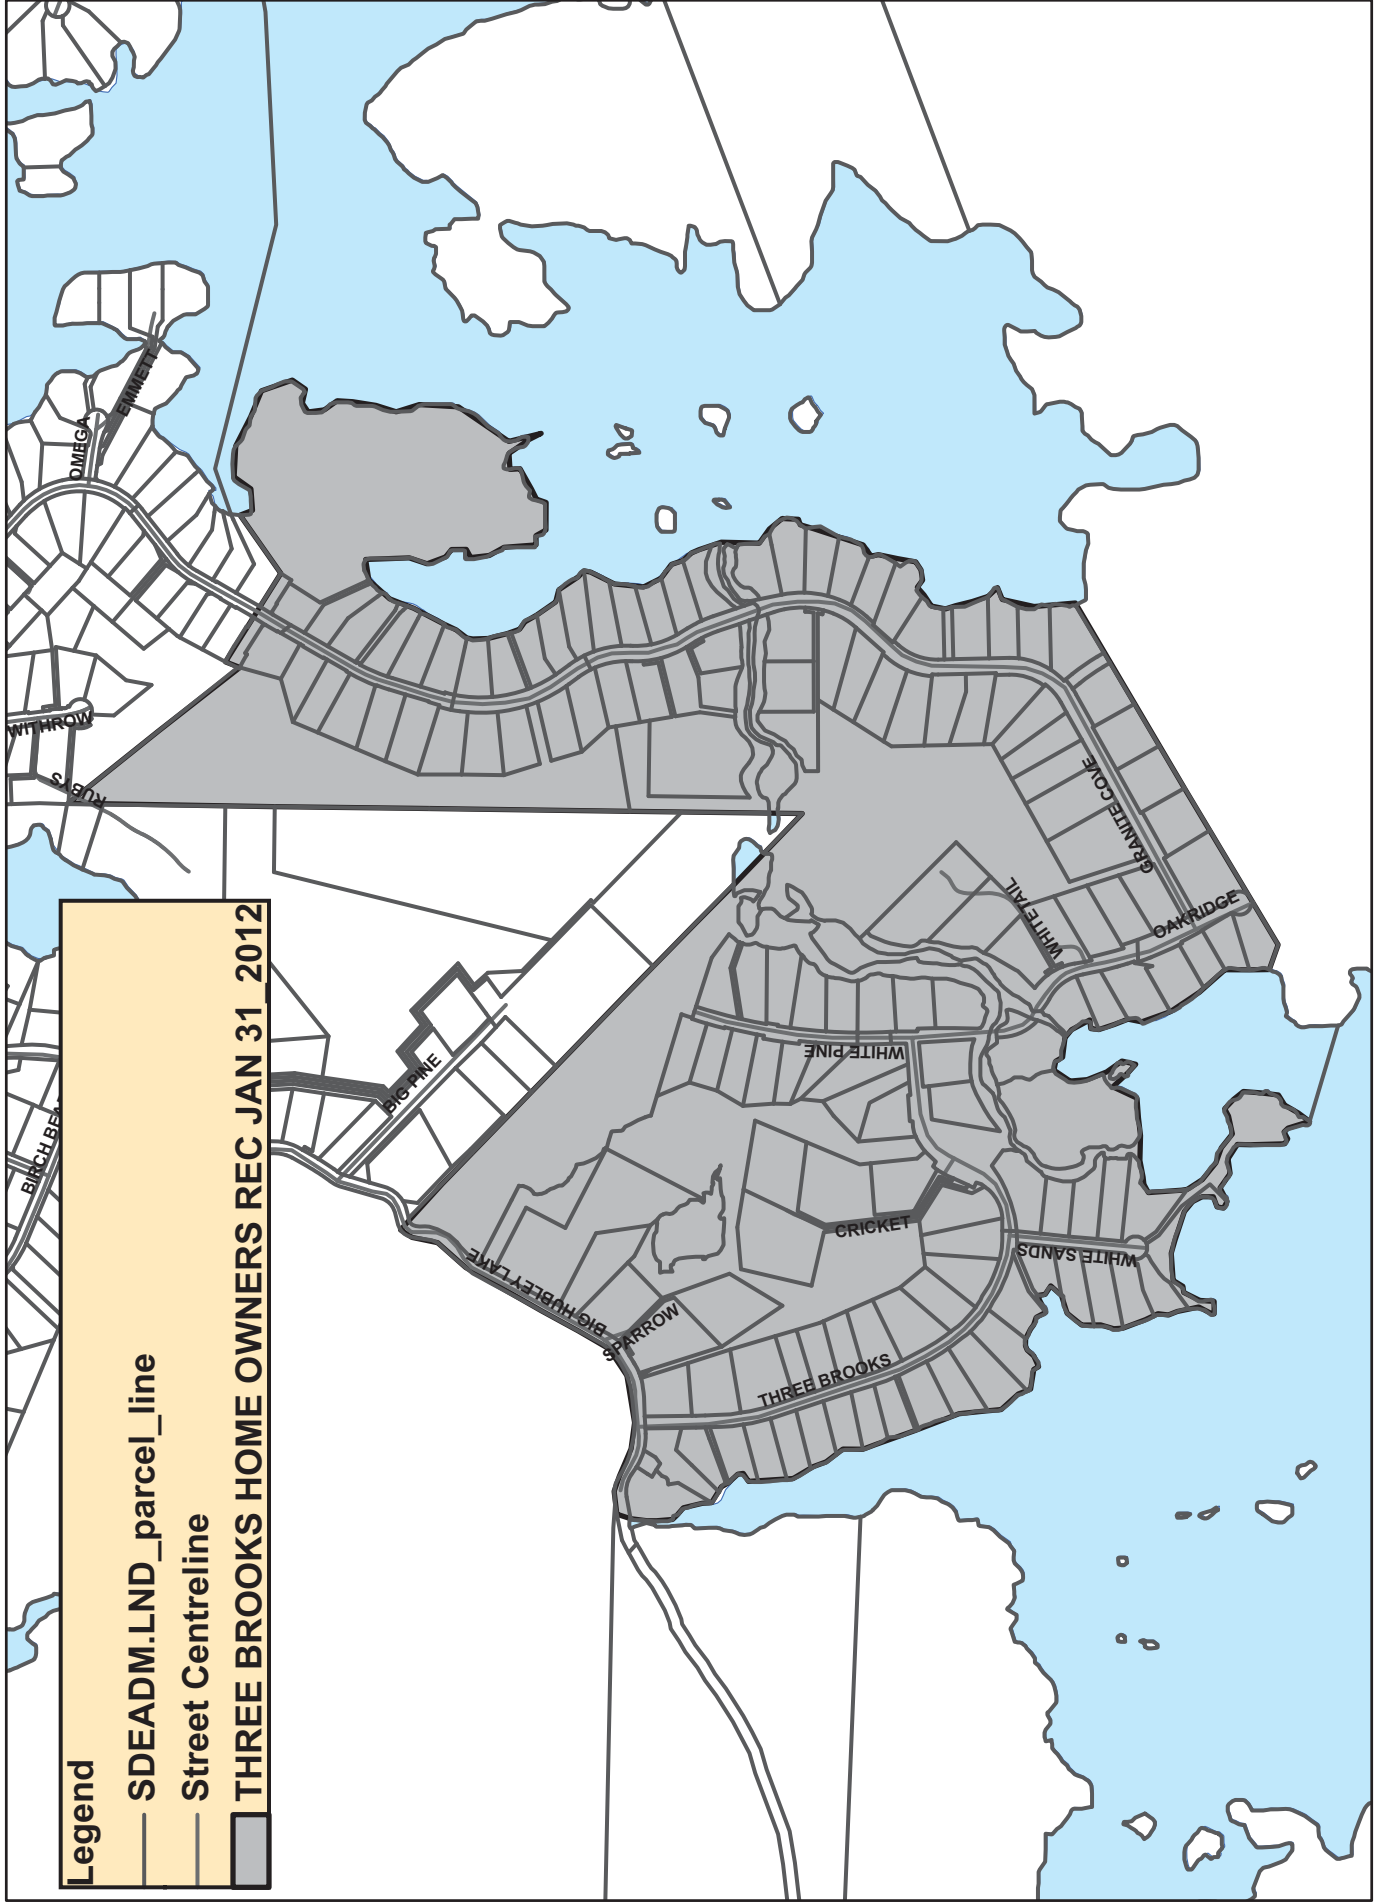 Legend
SDEADM.LND_parcel_line
Street Centreline
THREE BROOKS HOME OWNERS REC JAN 31_2012
OMEGA
EMMETT
WITHROW
RUBYS
BIRCH
BIG PINE
GRANITE COVE
WHITETAIL
OAKRIDGE
WHITE PINE
CRICKET
WHITE SANDS
BIG HUBLEY LAKE
SPARROW
THREE BROOKS